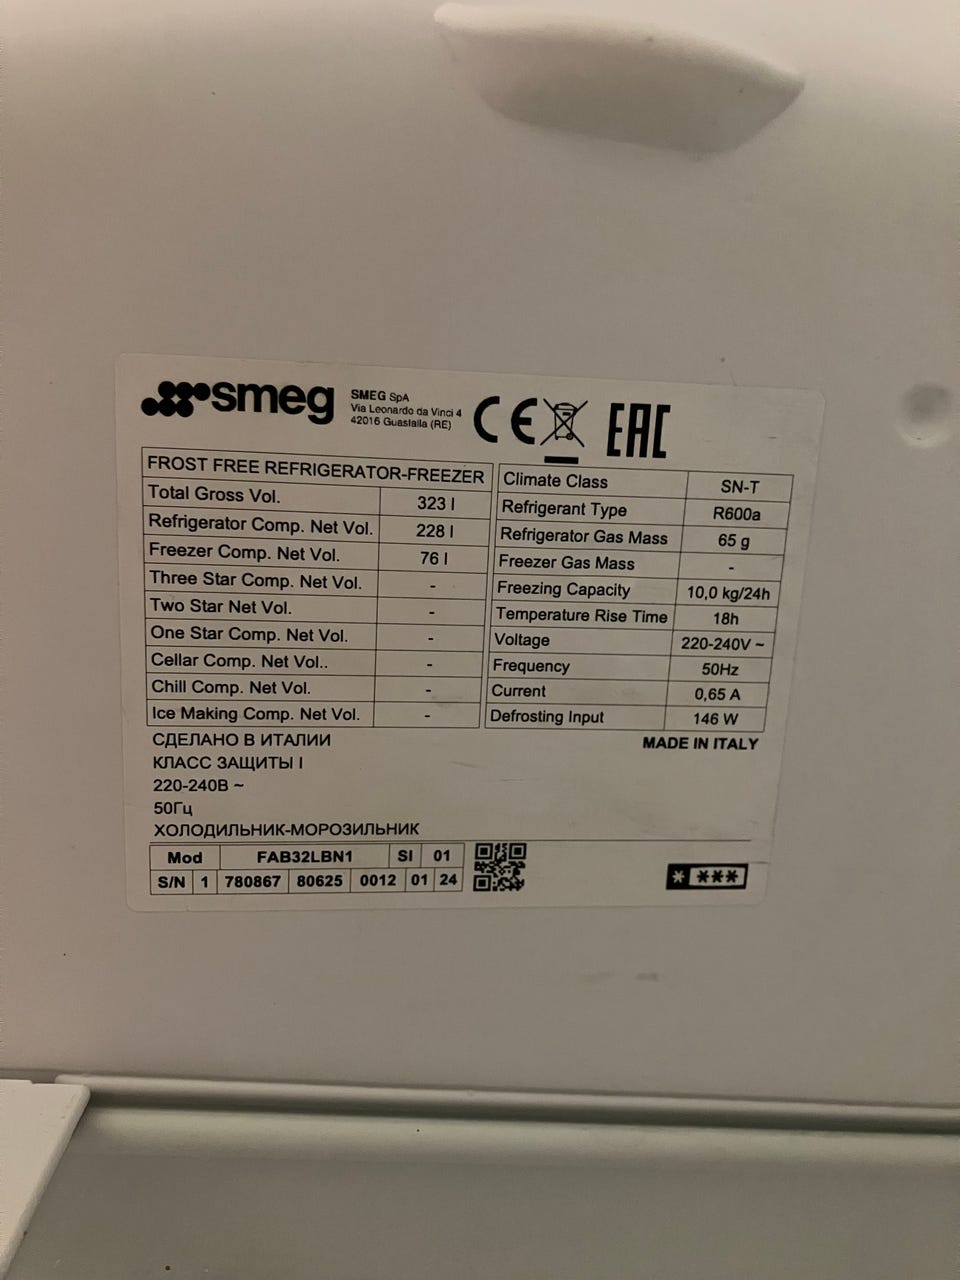 smeg
SMEG SpA
Via Leonardo da Vinci 4
42016 Guastalla (RE)
CE
EAC
FROST FREE REFRIGERATOR-FREEZER
Total Gross Vol. 323 l
Refrigerator Comp. Net Vol. 228 l
Freezer Comp. Net Vol. 76 l
Three Star Comp. Net Vol. -
Two Star Net Vol. -
One Star Comp. Net Vol. -
Cellar Comp. Net Vol.. -
Chill Comp. Net Vol. -
Ice Making Comp. Net Vol. -
Climate Class SN-T
Refrigerant Type R600a
Refrigerator Gas Mass 65 g
Freezer Gas Mass -
Freezing Capacity 10,0 kg/24h
Temperature Rise Time 18h
Voltage 220-240V ~
Frequency 50Hz
Current 0,65 A
Defrosting Input 146 W
СДЕЛАНО В ИТАЛИИ
MADE IN ITALY
КЛАСС ЗАЩИТЫ I
220-240В ~
50Гц
ХОЛОДИЛЬНИК-МОРОЗИЛЬНИК
Mod FAB32LBN1 SI 01
S/N 1 780867 80625 0012 01 24
* ***